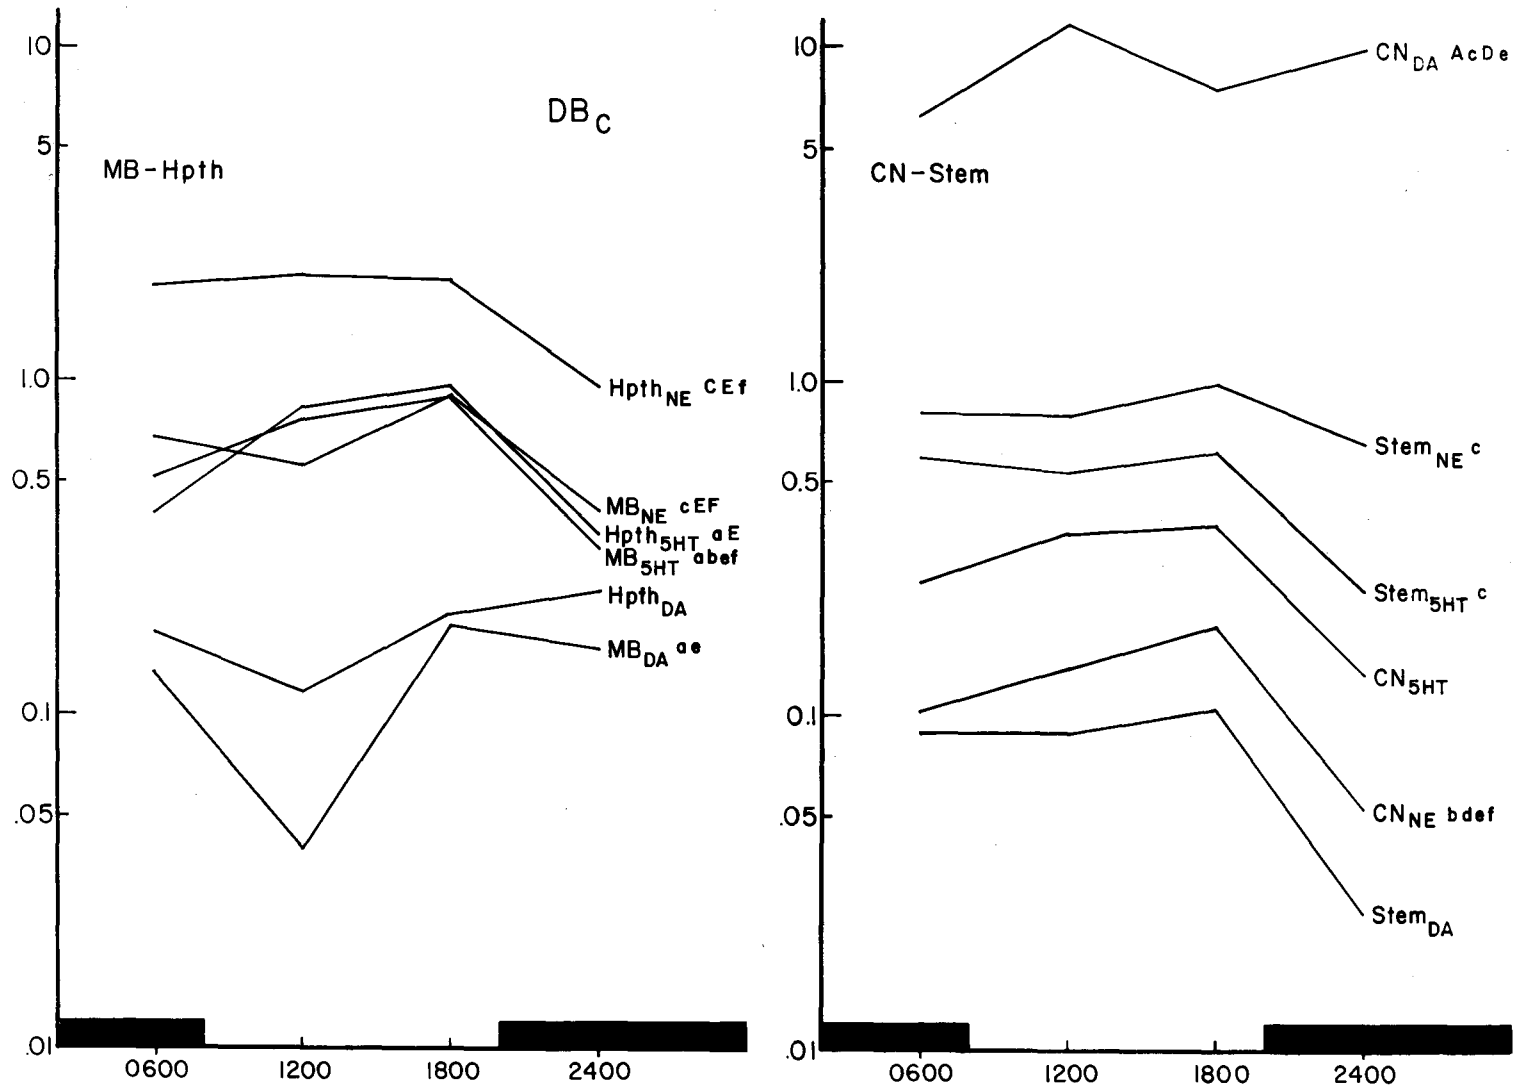 10
5
1.0
0.5
0.1
.05
.01
DBC
MB-Hpth
HpthNE CEf
MBNE cEF
Hpth5HT aE
MB5HT abef
HpthDA
MBDA ae
0600 1200 1800 2400
10
5
1.0
0.5
0.1
.05
.01
CN-Stem
CNDA AcDe
StemNE c
Stem5HT c
CN5HT
CNNE bdef
StemDA
0600 1200 1800 2400